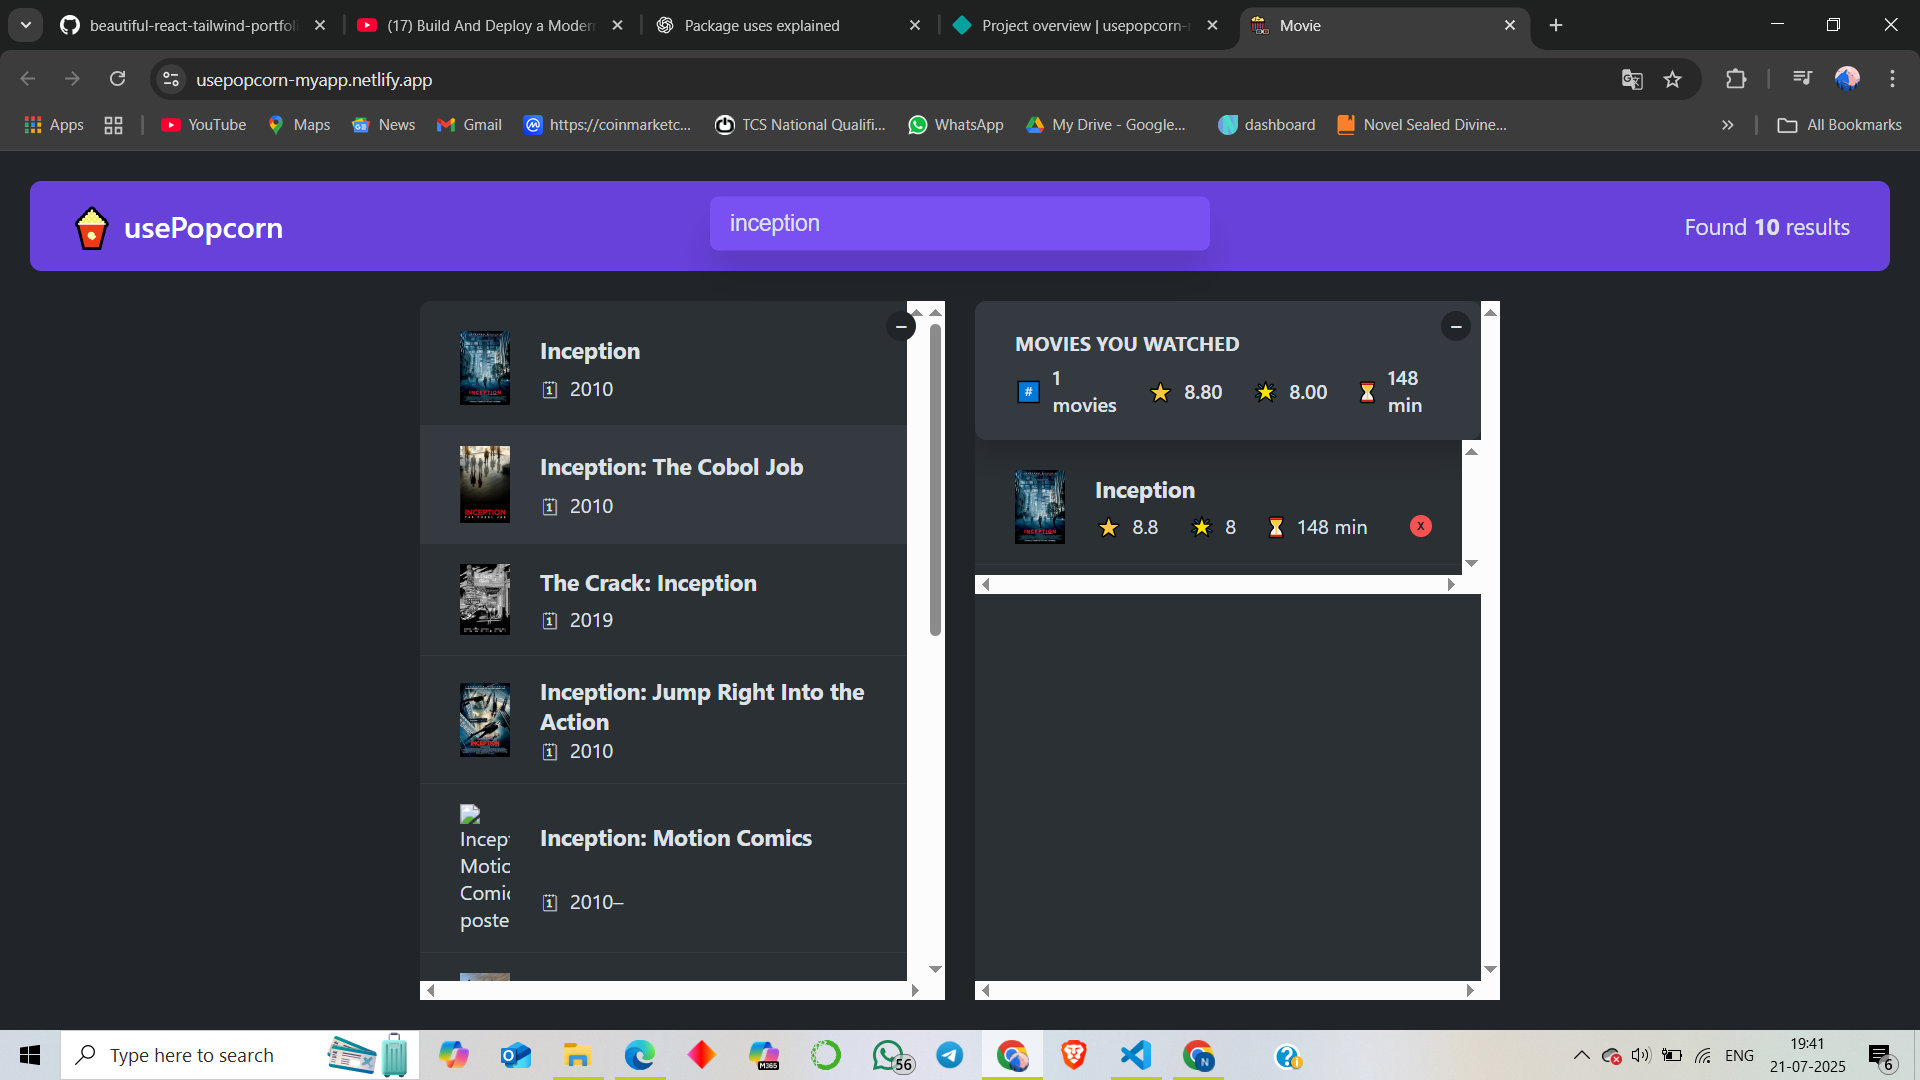 beautiful-react-tailwind-portfoli
(17) Build And Deploy a Modern
Package uses explained
Project overview | usepopcorn-
Movie
usepopcorn-myapp.netlify.app
Apps
YouTube
Maps
News
Gmail
https://coinmarketc...
TCS National Qualifi...
WhatsApp
My Drive - Google...
dashboard
Novel Sealed Divine...
All Bookmarks
usePopcorn
inception
Found 10 results
Inception
2010
Inception: The Cobol Job
2010
The Crack: Inception
2019
Inception: Jump Right Into the
Action
2010
Incep
Motic
Comic
poste
Inception: Motion Comics
2010–
MOVIES YOU WATCHED
# 1 movies 8.80 8.00 148 min
Inception
8.8 8 148 min X
Type here to search
M365
56
ENG
19:41
21-07-2025
6